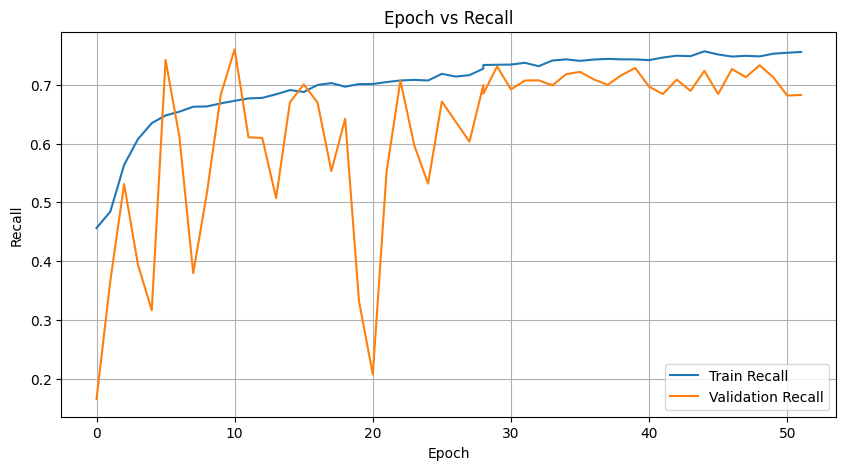 Epoch vs Recall
Recall
0.7
0.6
0.5
0.4
0.3
0.2
0
10
20
30
40
50
Epoch
Train Recall
Validation Recall